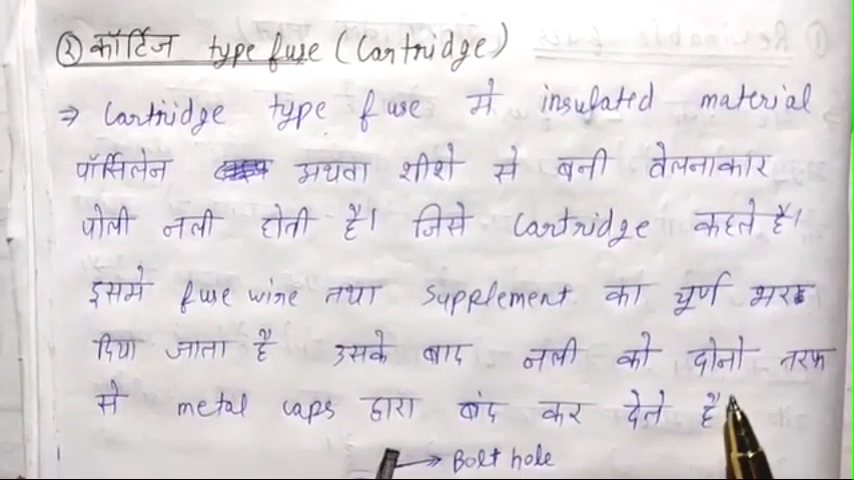 ② कॉर्टिज type fuse (Cartridge)
⇒ Cartridge type fuse मे insulated material
पॉर्सिलेन अथवा शीशे से बनी वेलनाकार
पोली नली होती है। जिसे Cartridge कहते है।
इसमे fuse wire तथा Supplement का चूर्ण भर
दिया जाता है उसके बाद नली को दोनो तरफ
से metal caps द्वारा बंद कर देते है
→ Bolt hole